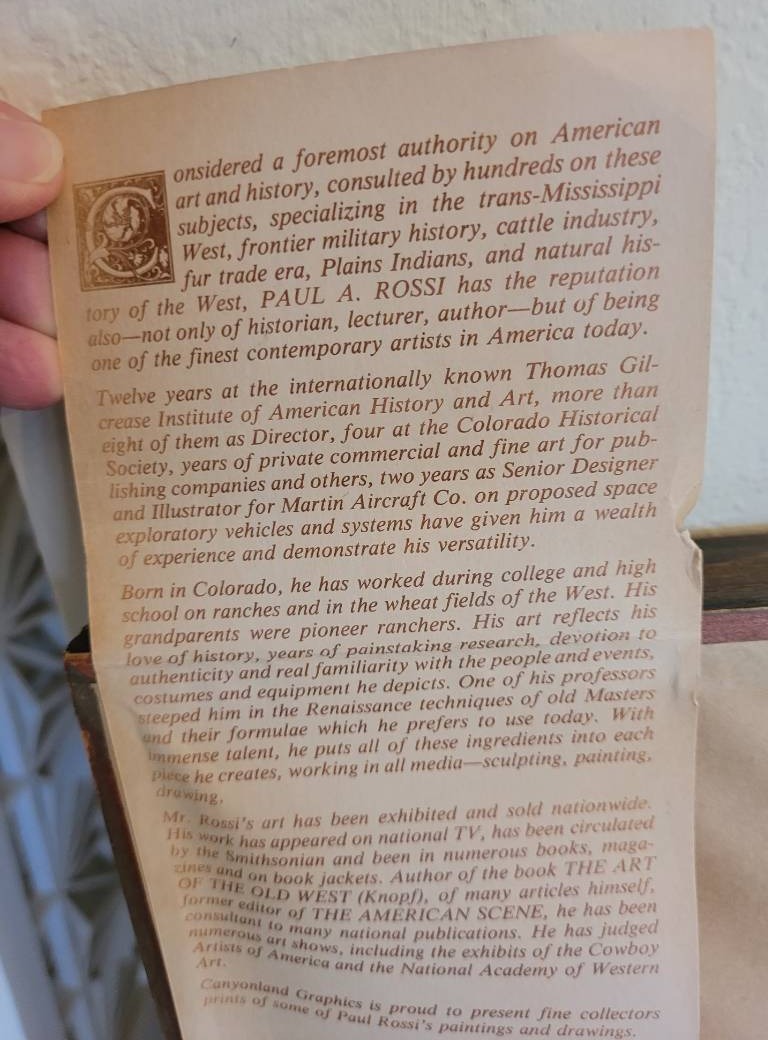 Considered a foremost authority on American
art and history, consulted by hundreds on these
subjects, specializing in the trans-Mississippi
West, frontier military history, cattle industry,
fur trade era, Plains Indians, and natural his-
tory of the West, PAUL A. ROSSI has the reputation
also—not only of historian, lecturer, author—but of being
one of the finest contemporary artists in America today.
Twelve years at the internationally known Thomas Gil-
crease Institute of American History and Art, more than
eight of them as Director, four at the Colorado Historical
Society, years of private commercial and fine art for pub-
lishing companies and others, two years as Senior Designer
and Illustrator for Martin Aircraft Co. on proposed space
exploratory vehicles and systems have given him a wealth
of experience and demonstrate his versatility.
Born in Colorado, he has worked during college and high
school on ranches and in the wheat fields of the West. His
grandparents were pioneer ranchers. His art reflects his
love of history, years of painstaking research, devotion to
authenticity and real familiarity with the people and events,
costumes and equipment he depicts. One of his professors
steeped him in the Renaissance techniques of old Masters
and their formulae which he prefers to use today. With
immense talent, he puts all of these ingredients into each
piece he creates, working in all media—sculpting, painting,
drawing.
Mr. Rossi's art has been exhibited and sold nationwide.
His work has appeared on national TV, has been circulated
by the Smithsonian and been in numerous books, maga-
zines and on book jackets. Author of the book THE ART
OF THE OLD WEST (Knopf), of many articles himself,
former editor of THE AMERICAN SCENE, he has been
consultant to many national publications. He has judged
numerous art shows, including the exhibits of the Cowboy
Artists of America and the National Academy of Western
Art.
Canyonland Graphics is proud to present fine collectors
prints of some of Paul Rossi's paintings and drawings.